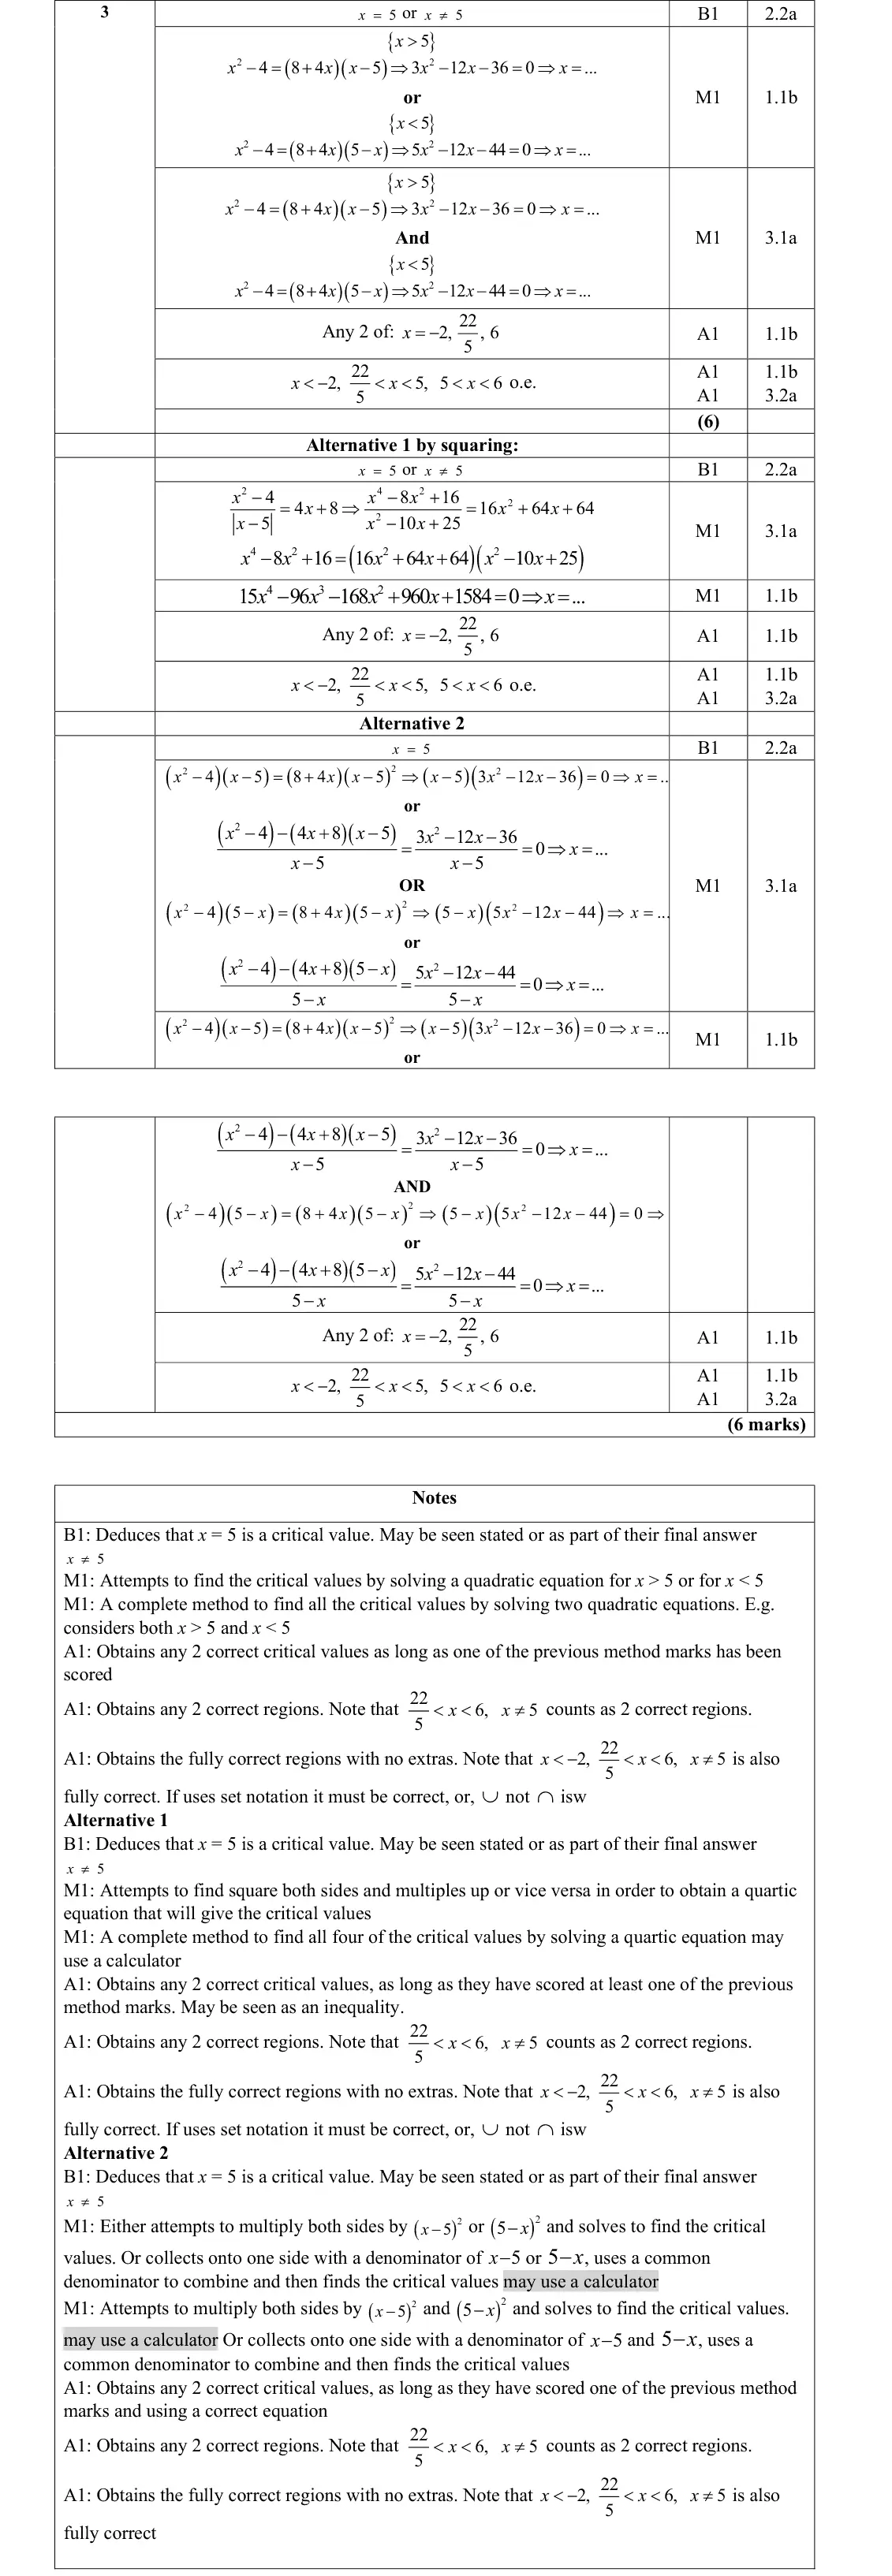 3 x = 5 or x ≠ 5 B1 2.2a
{x > 5}
x² − 4 = (8 + 4x)(x − 5) ⇒ 3x² − 12x − 36 = 0 ⇒ x = ...
or M1 1.1b
{x < 5}
x² − 4 = (8 + 4x)(5 − x) ⇒ 5x² − 12x − 44 = 0 ⇒ x = ...
{x > 5}
x² − 4 = (8 + 4x)(x − 5) ⇒ 3x² − 12x − 36 = 0 ⇒ x = ...
And M1 3.1a
{x < 5}
x² − 4 = (8 + 4x)(5 − x) ⇒ 5x² − 12x − 44 = 0 ⇒ x = ...
Any 2 of: x = −2, 22/5, 6 A1 1.1b
x < −2, 22/5 < x < 5, 5 < x < 6 o.e. A1 1.1b
A1 3.2a
(6)
Alternative 1 by squaring:
x = 5 or x ≠ 5 B1 2.2a
(x² − 4)/|x − 5| = 4x + 8 ⇒ (x⁴ − 8x² + 16)/(x² − 10x + 25) = 16x² + 64x + 64 M1 3.1a
x⁴ − 8x² + 16 = (16x² + 64x + 64)(x² − 10x + 25)
15x⁴ − 96x³ − 168x² + 960x + 1584 = 0 ⇒ x = ... M1 1.1b
Any 2 of: x = −2, 22/5, 6 A1 1.1b
x < −2, 22/5 < x < 5, 5 < x < 6 o.e. A1 1.1b
A1 3.2a
Alternative 2
x = 5 B1 2.2a
(x² − 4)(x − 5) = (8 + 4x)(x − 5)² ⇒ (x − 5)(3x² − 12x − 36) = 0 ⇒ x = ..
or
((x² − 4) − (4x + 8)(x − 5))/(x − 5) = (3x² − 12x − 36)/(x − 5) = 0 ⇒ x = ...
OR M1 3.1a
(x² − 4)(5 − x) = (8 + 4x)(5 − x)² ⇒ (5 − x)(5x² − 12x − 44) ⇒ x = ...
or
((x² − 4) − (4x + 8)(5 − x))/(5 − x) = (5x² − 12x − 44)/(5 − x) = 0 ⇒ x = ...
(x² − 4)(x − 5) = (8 + 4x)(x − 5)² ⇒ (x − 5)(3x² − 12x − 36) = 0 ⇒ x = ... M1 1.1b
or
((x² − 4) − (4x + 8)(x − 5))/(x − 5) = (3x² − 12x − 36)/(x − 5) = 0 ⇒ x = ...
AND
(x² − 4)(5 − x) = (8 + 4x)(5 − x)² ⇒ (5 − x)(5x² − 12x − 44) = 0 ⇒
or
((x² − 4) − (4x + 8)(5 − x))/(5 − x) = (5x² − 12x − 44)/(5 − x) = 0 ⇒ x = ...
Any 2 of: x = −2, 22/5, 6 A1 1.1b
x < −2, 22/5 < x < 5, 5 < x < 6 o.e. A1 1.1b
A1 3.2a
(6 marks)
Notes
B1: Deduces that x = 5 is a critical value. May be seen stated or as part of their final answer
x ≠ 5
M1: Attempts to find the critical values by solving a quadratic equation for x > 5 or for x < 5
M1: A complete method to find all the critical values by solving two quadratic equations. E.g.
considers both x > 5 and x < 5
A1: Obtains any 2 correct critical values as long as one of the previous method marks has been
scored
A1: Obtains any 2 correct regions. Note that 22/5 < x < 6, x ≠ 5 counts as 2 correct regions.
A1: Obtains the fully correct regions with no extras. Note that x < −2, 22/5 < x < 6, x ≠ 5 is also
fully correct. If uses set notation it must be correct, or, ∪ not ∩ isw
Alternative 1
B1: Deduces that x = 5 is a critical value. May be seen stated or as part of their final answer
x ≠ 5
M1: Attempts to find square both sides and multiples up or vice versa in order to obtain a quartic
equation that will give the critical values
M1: A complete method to find all four of the critical values by solving a quartic equation may
use a calculator
A1: Obtains any 2 correct critical values, as long as they have scored at least one of the previous
method marks. May be seen as an inequality.
A1: Obtains any 2 correct regions. Note that 22/5 < x < 6, x ≠ 5 counts as 2 correct regions.
A1: Obtains the fully correct regions with no extras. Note that x < −2, 22/5 < x < 6, x ≠ 5 is also
fully correct. If uses set notation it must be correct, or, ∪ not ∩ isw
Alternative 2
B1: Deduces that x = 5 is a critical value. May be seen stated or as part of their final answer
x ≠ 5
M1: Either attempts to multiply both sides by (x − 5)² or (5 − x)² and solves to find the critical
values. Or collects onto one side with a denominator of x − 5 or 5 − x, uses a common
denominator to combine and then finds the critical values may use a calculator
M1: Attempts to multiply both sides by (x − 5)² and (5 − x)² and solves to find the critical values.
may use a calculator Or collects onto one side with a denominator of x − 5 and 5 − x, uses a
common denominator to combine and then finds the critical values
A1: Obtains any 2 correct critical values, as long as they have scored one of the previous method
marks and using a correct equation
A1: Obtains any 2 correct regions. Note that 22/5 < x < 6, x ≠ 5 counts as 2 correct regions.
A1: Obtains the fully correct regions with no extras. Note that x < −2, 22/5 < x < 6, x ≠ 5 is also
fully correct